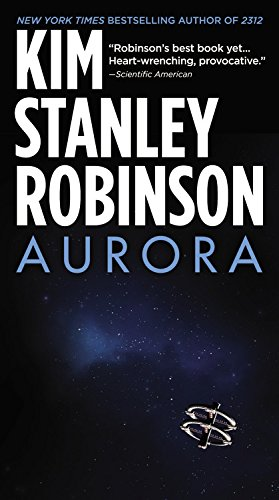 NEW YORK TIMES BESTSELLING AUTHOR OF 2312
KIM
STANLEY
ROBINSON
"Robinson's best book yet...
Heart-wrenching, provocative."
—Scientific American
AURORA